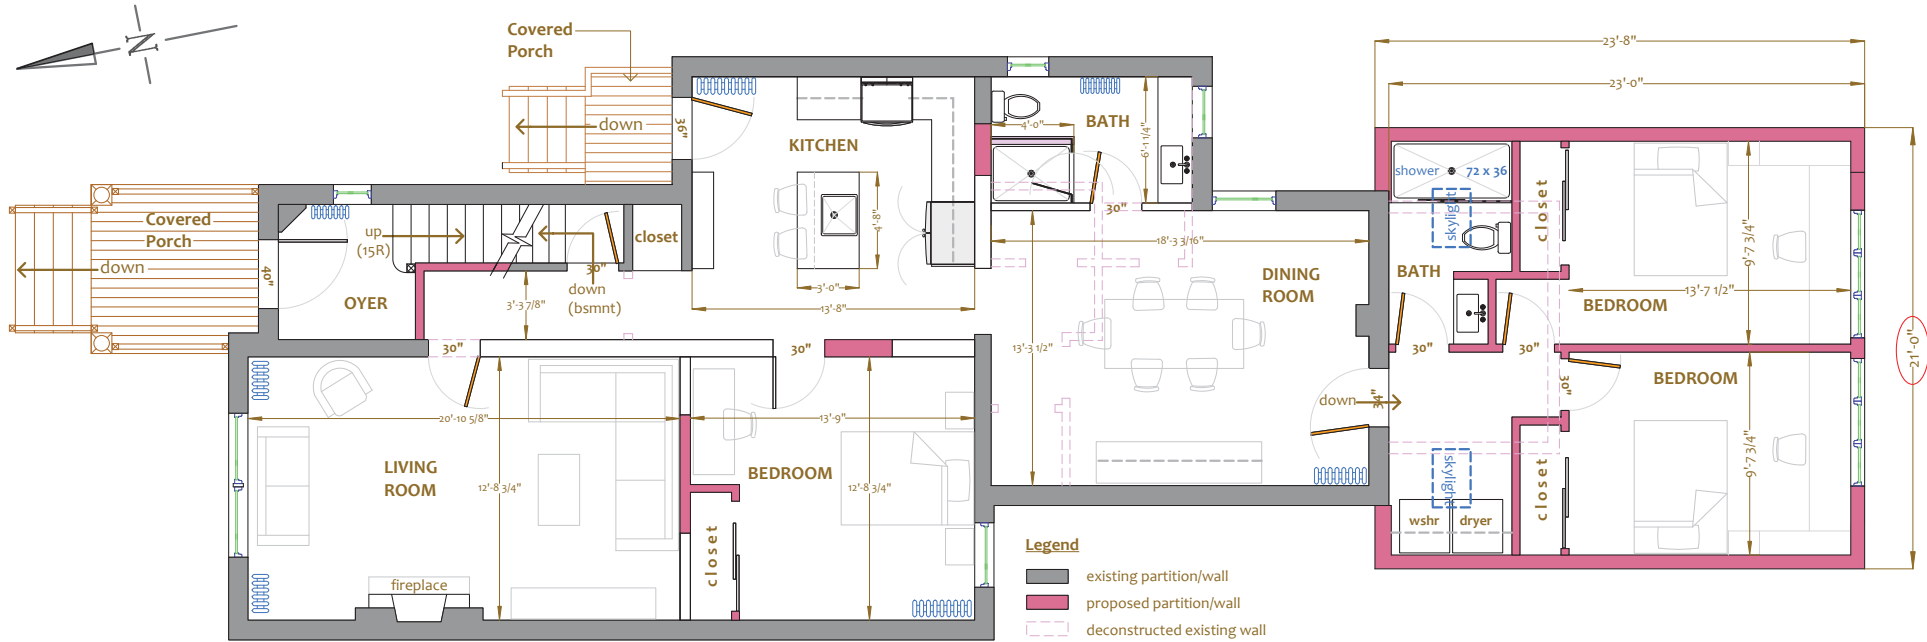 N
Covered
Porch
23'-8"
23'-0"
down
36"
KITCHEN
4'-0"
BATH
6'-1 1/4"
shower
72 x 36
skylight
closet
9'-7 3/4"
Covered
Porch
down
40"
up
(15R)
30"
closet
down
(bsmnt)
OYER
3'-3 7/8"
4'-8"
3'-0"
13'-8"
30"
18'-3 3/16"
DINING
ROOM
13'-3 1/2"
BATH
13'-7 1/2"
BEDROOM
21'-0"
30"
30"
30"
30"
BEDROOM
30"
down
34"
20'-10 5/8"
13'-9"
LIVING
ROOM
12'-8 3/4"
BEDROOM
12'-8 3/4"
9'-7 3/4"
skylight
closet
closet
wshr
dryer
fireplace
Legend
existing partition/wall
proposed partition/wall
deconstructed existing wall